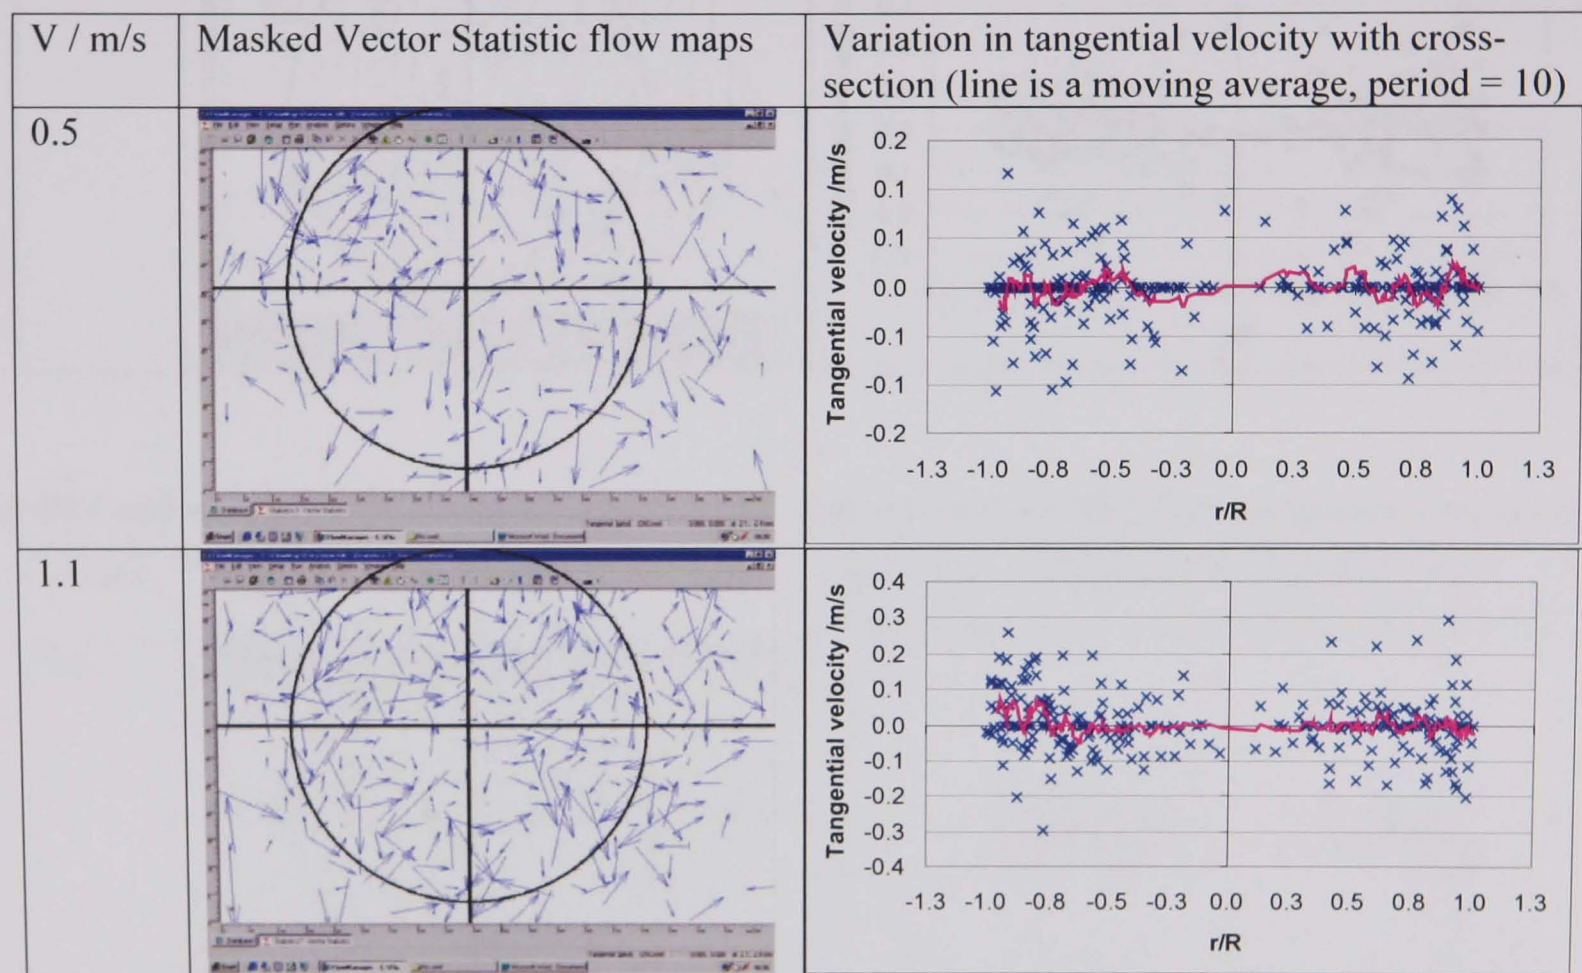 V / m/s
Masked Vector Statistic flow maps
Variation in tangential velocity with cross-
section (line is a moving average, period = 10)
0.5
Tangential velocity /m/s
0.2
0.1
0.1
0.0
-0.1
-0.1
-0.2
-1.3 -1.0 -0.8 -0.5 -0.3 0.0 0.3 0.5 0.8 1.0 1.3
r/R
1.1
Tangential velocity /m/s
0.4
0.3
0.2
0.1
0.0
-0.1
-0.2
-0.3
-0.4
-1.3 -1.0 -0.8 -0.5 -0.3 0.0 0.3 0.5 0.8 1.0 1.3
r/R